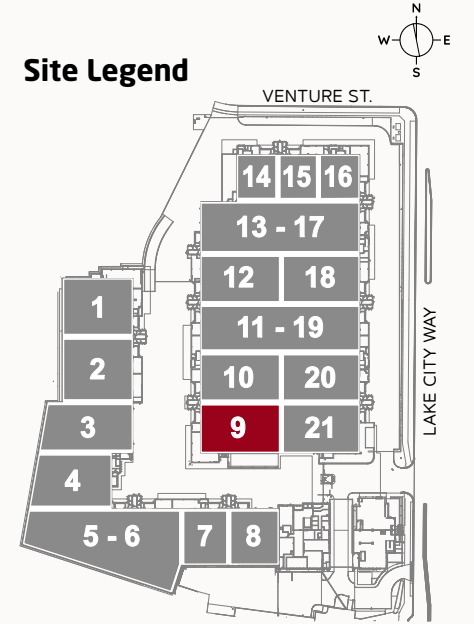 N
W E
S
Site Legend
VENTURE ST.
14 15 16
13 - 17
12 18
1
11 - 19
2
10 20
3
9 21
4
5 - 6 7 8
LAKE CITY WAY